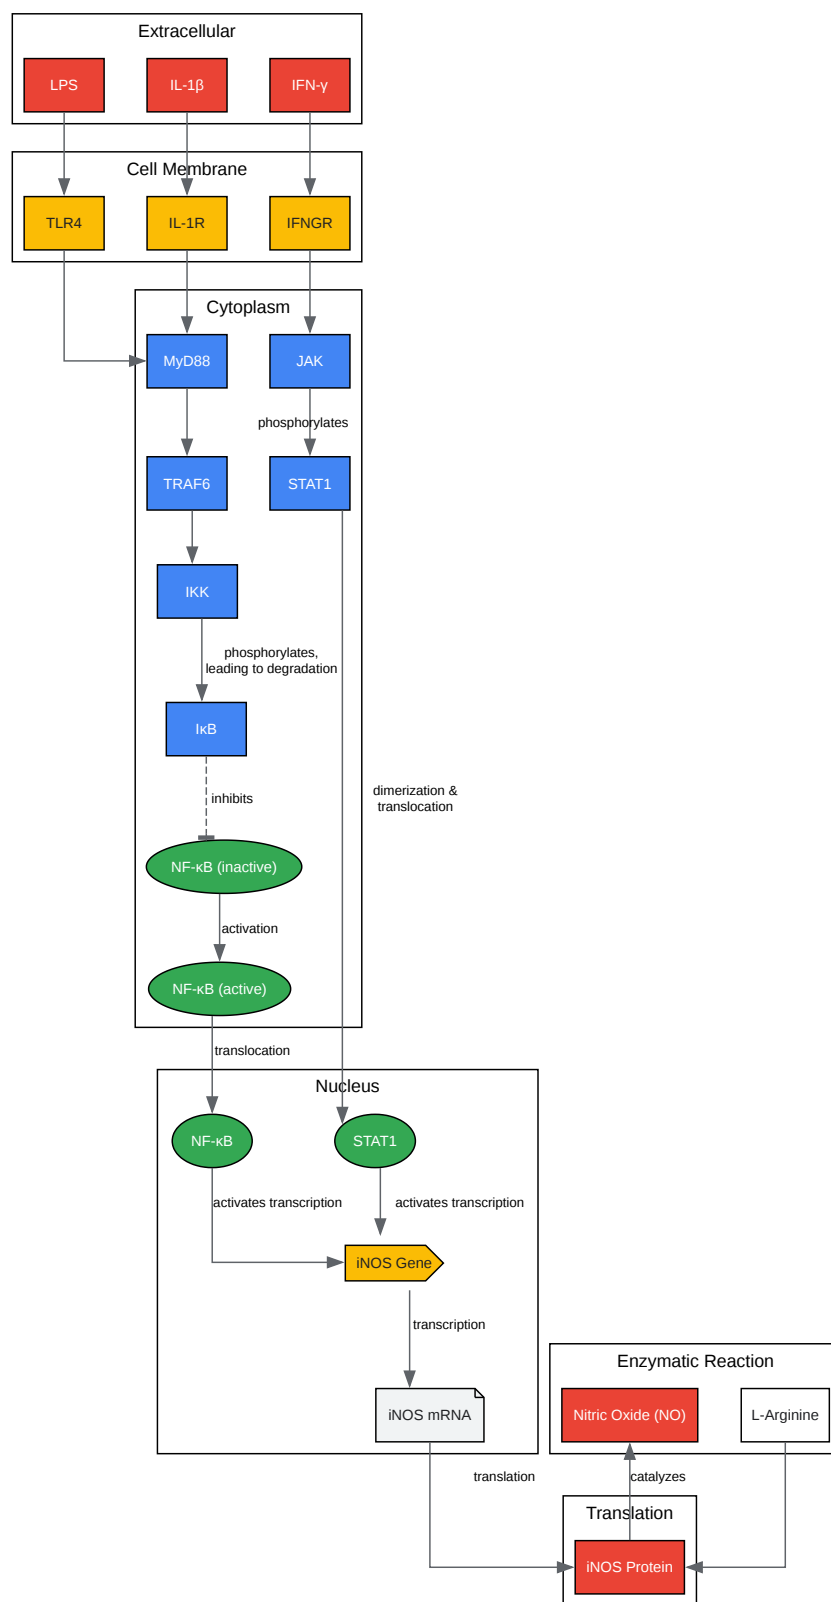 Extracellular
LPS
IL-1β
IFN-γ
Cell Membrane
TLR4
IL-1R
IFNGR
Cytoplasm
MyD88
JAK
phosphorylates
TRAF6
STAT1
IKK
phosphorylates,
leading to degradation
IκB
dimerization &
translocation
inhibits
NF-κB (inactive)
activation
NF-κB (active)
translocation
Nucleus
NF-κB
STAT1
activates transcription
activates transcription
iNOS Gene
transcription
Enzymatic Reaction
iNOS mRNA
Nitric Oxide (NO)
L-Arginine
translation
catalyzes
Translation
iNOS Protein